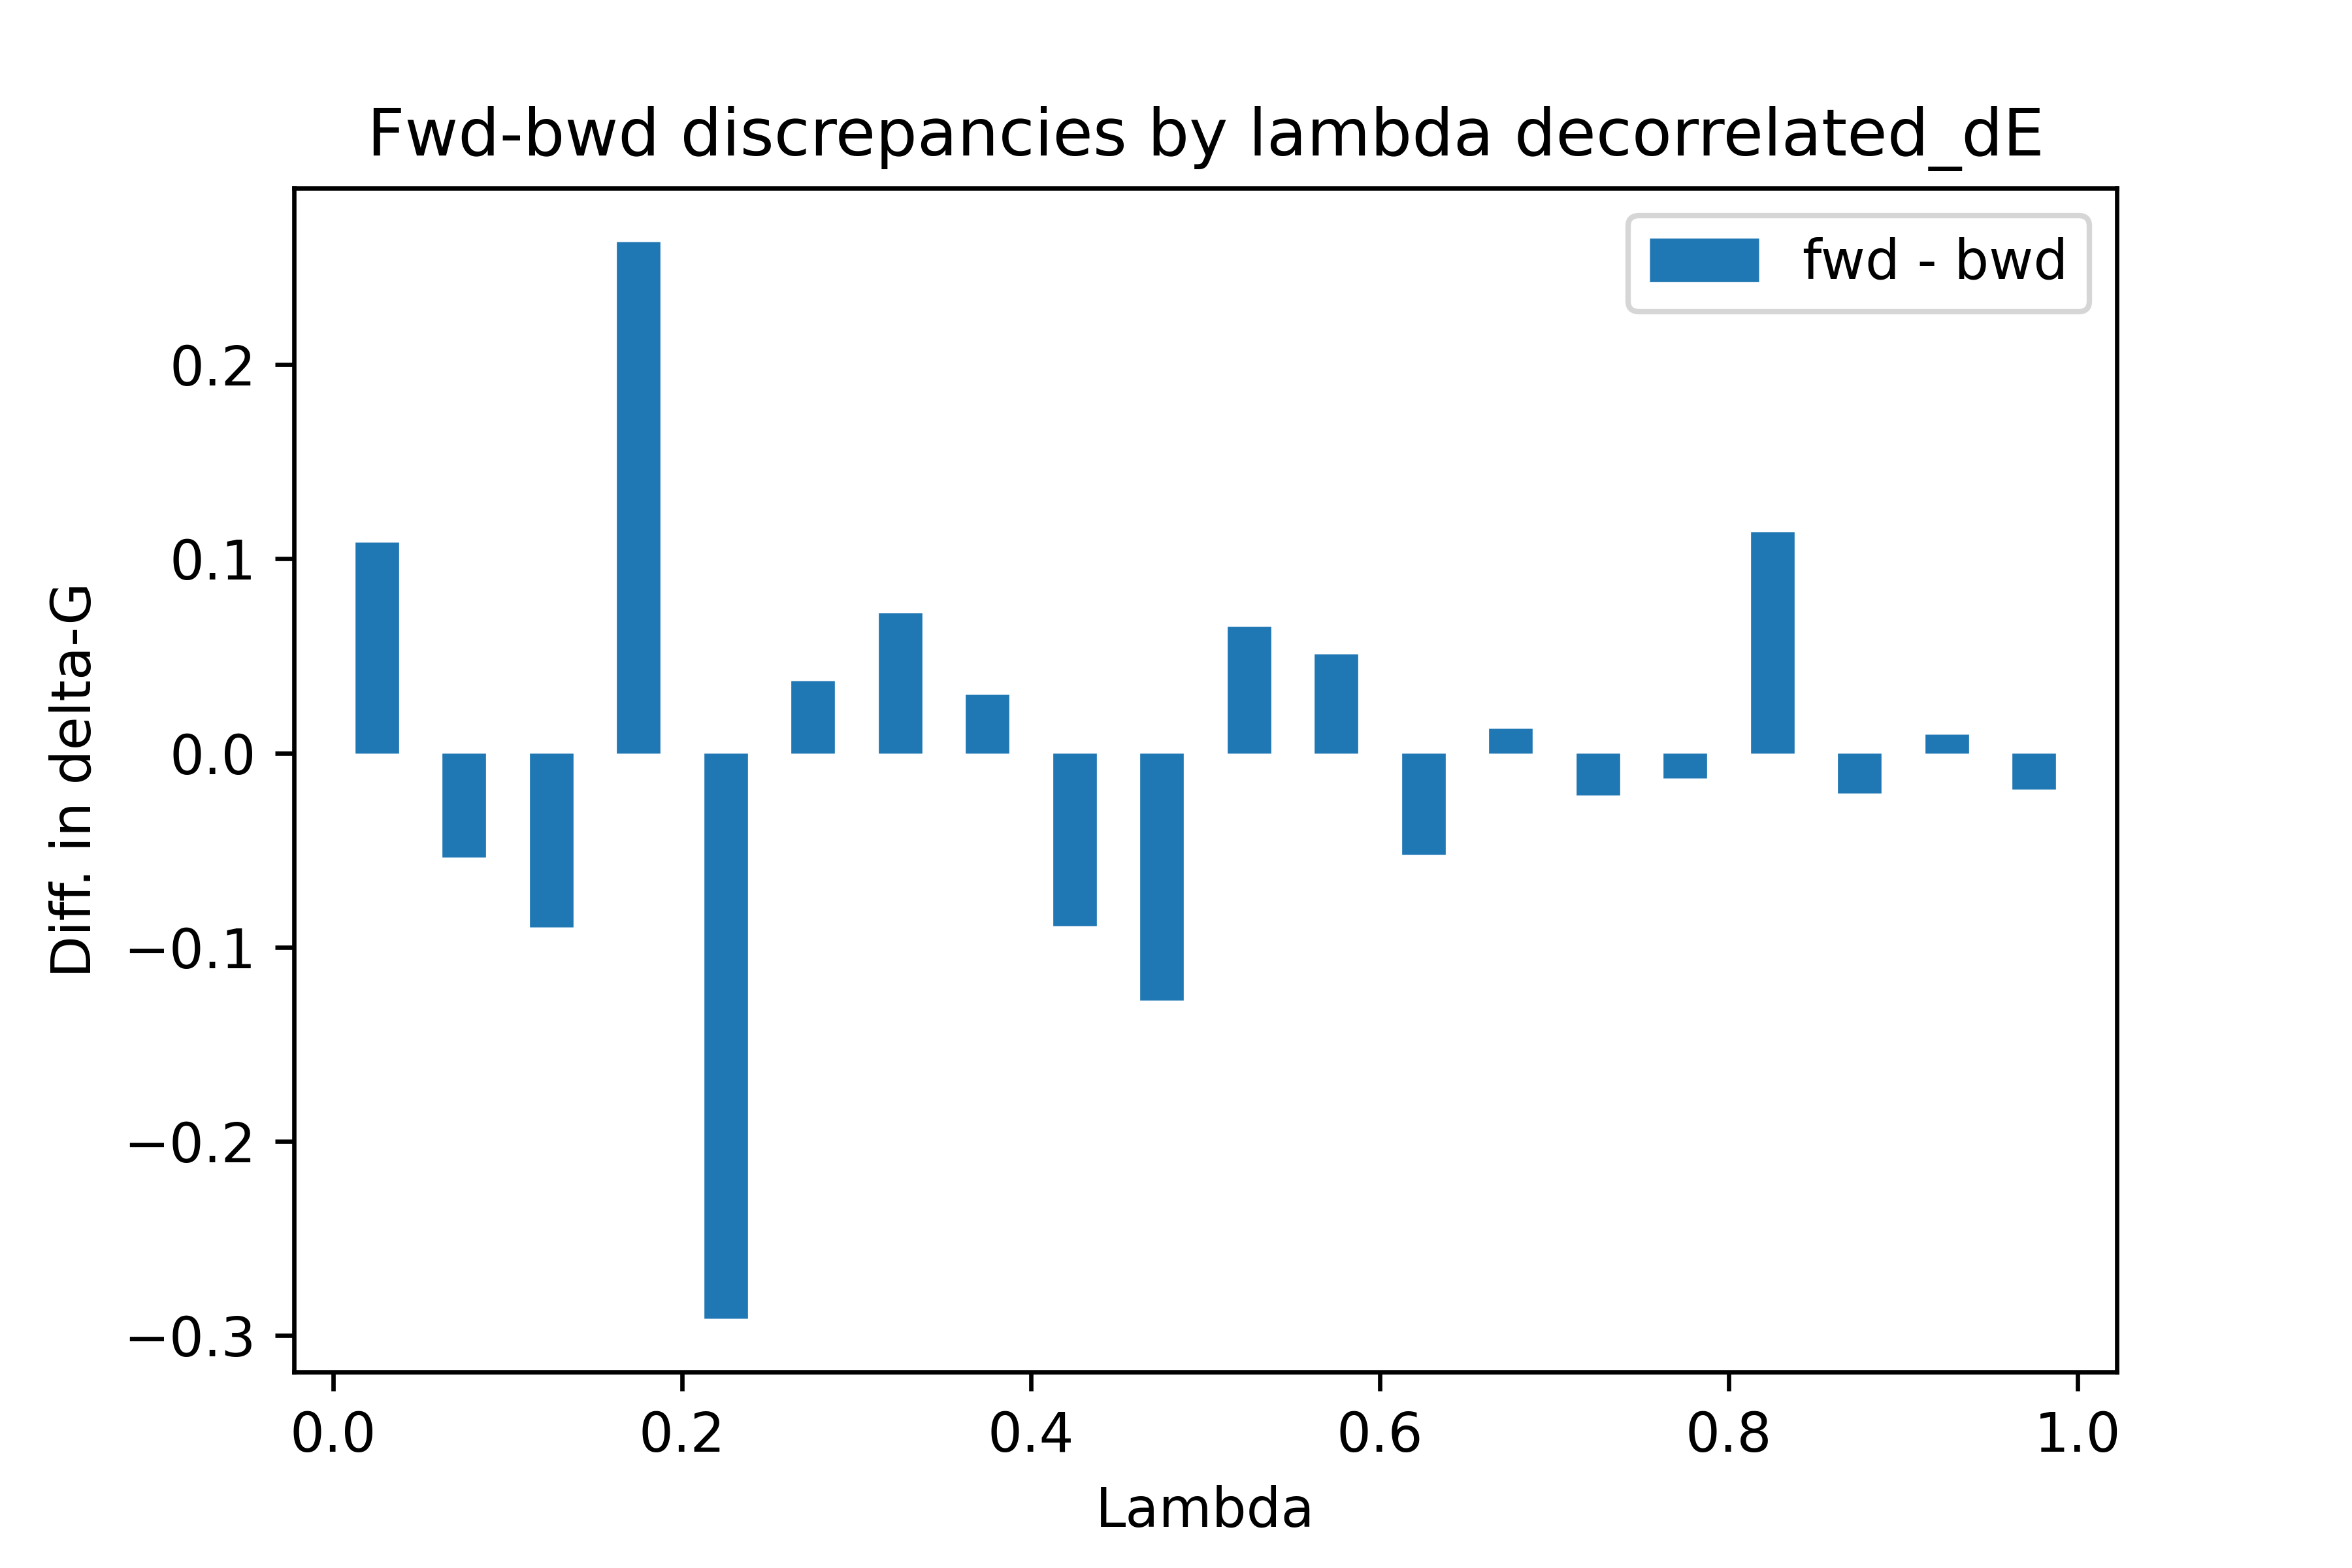 Fwd-bwd discrepancies by lambda decorrelated_dE
fwd - bwd
Diff. in delta-G
0.2
0.1
0.0
−0.1
−0.2
−0.3
0.0 0.2 0.4 0.6 0.8 1.0
Lambda